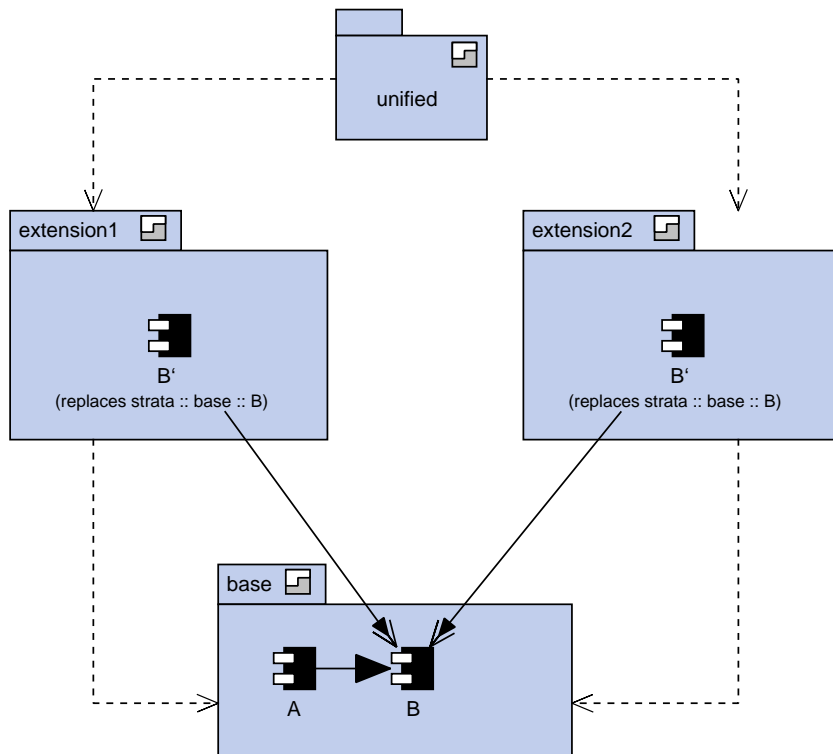 unified
extension1
extension2
B‘
(replaces strata :: base :: B)
B‘
(replaces strata :: base :: B)
base
A
B